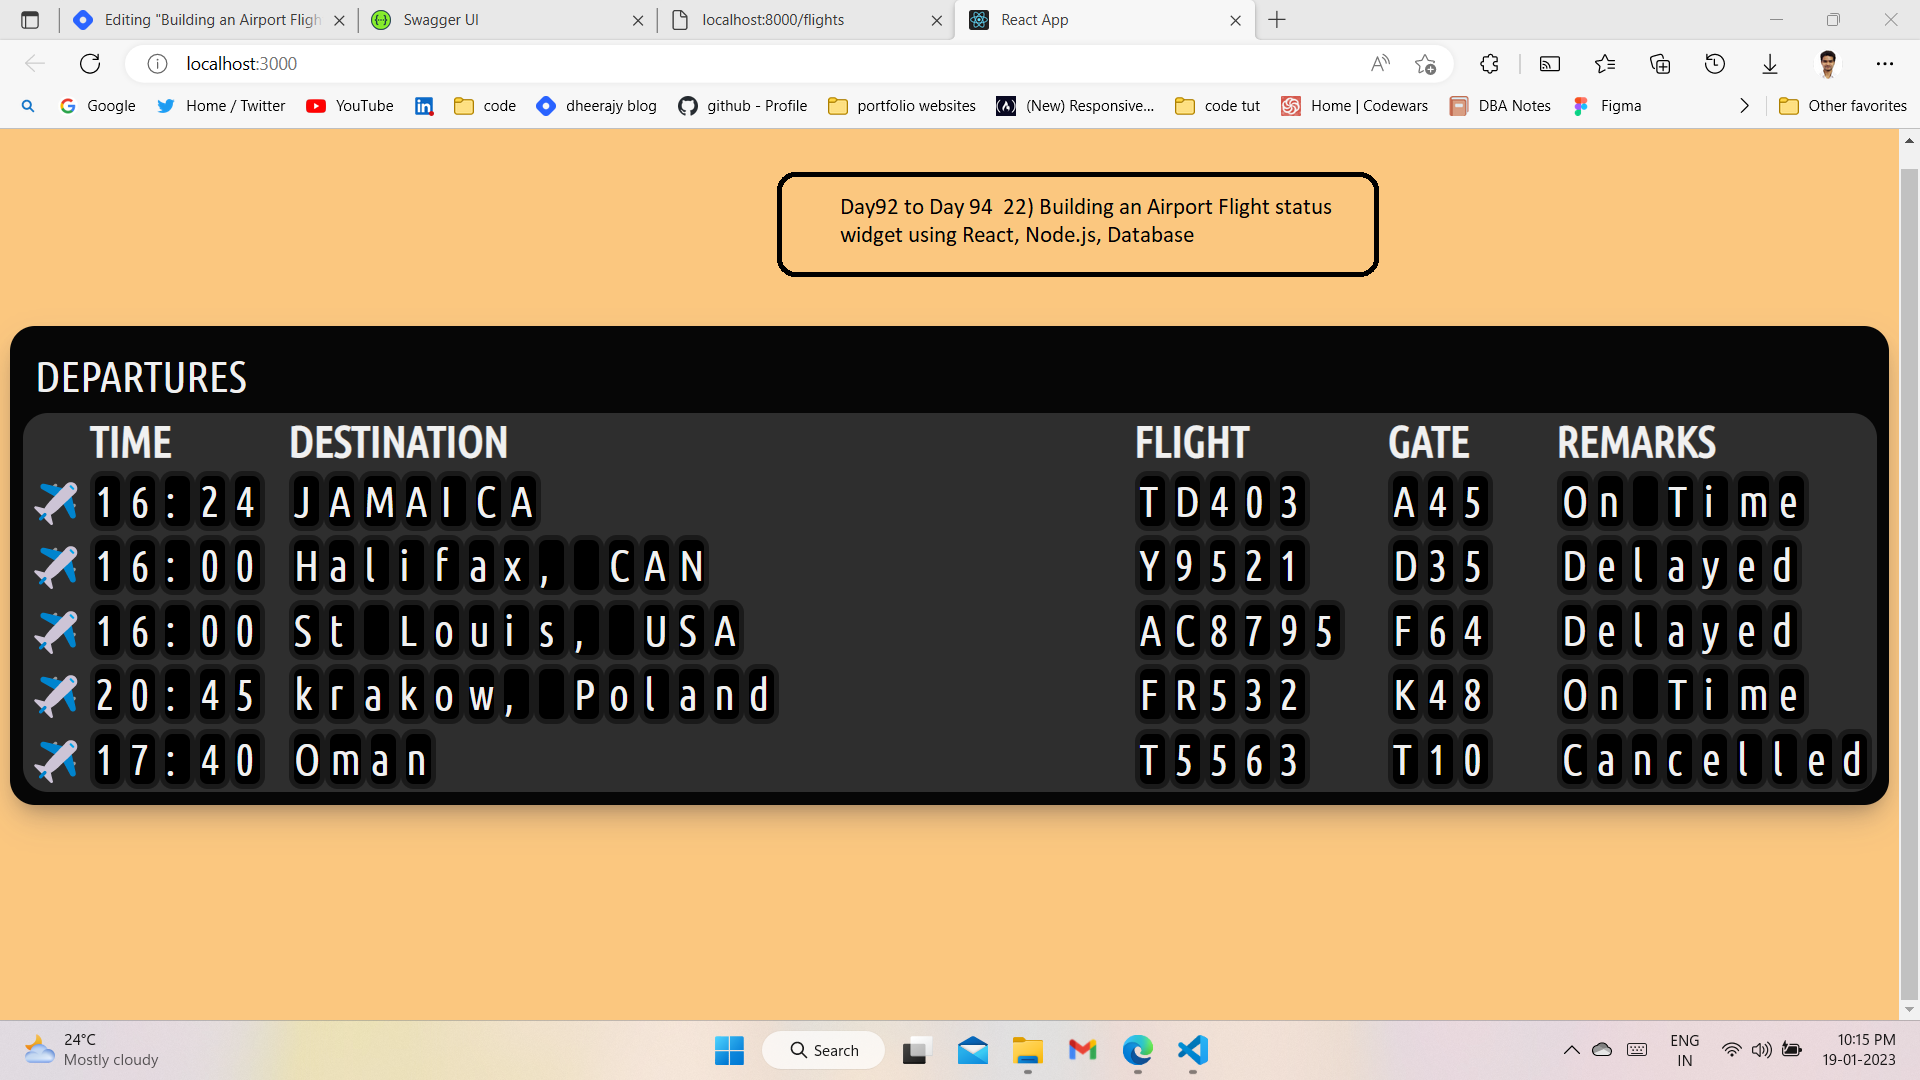 Editing "Building an Airport Fligh
Swagger UI
localhost:8000/flights
React App
localhost:3000
Google
Home / Twitter
YouTube
code
dheerajy blog
github - Profile
portfolio websites
(New) Responsive...
code tut
Home | Codewars
DBA Notes
Figma
Other favorites
Day92 to Day 94 22) Building an Airport Flight status
widget using React, Node.js, Database
DEPARTURES
TIME DESTINATION FLIGHT GATE REMARKS
16:24 JAMAICA TD403 A45 On Time
16:00 Halifax, CAN Y9521 D35 Delayed
16:00 St Louis, USA AC8795 F64 Delayed
20:45 krakow, Poland FR532 K48 On Time
17:40 Oman T5563 T10 Cancelled
24°C
Mostly cloudy
Search
ENG
IN
10:15 PM
19-01-2023